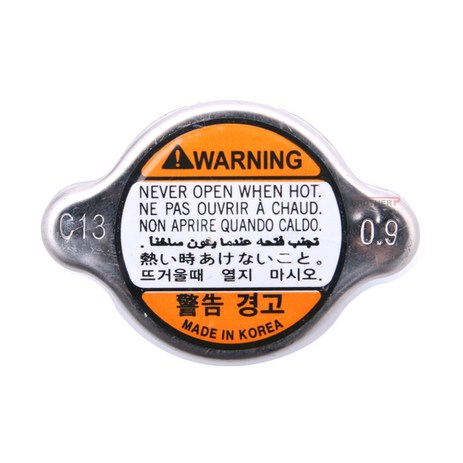 ⚠WARNING
NEVER OPEN WHEN HOT.
NE PAS OUVRIR À CHAUD.
NON APRIRE QUANDO CALDO.
تجنب فتحه عندما يكون ساخناً.
熱い時あけないこと。
뜨거울때 열지 마시오.
警告 경고
MADE IN KOREA
C13
0.9